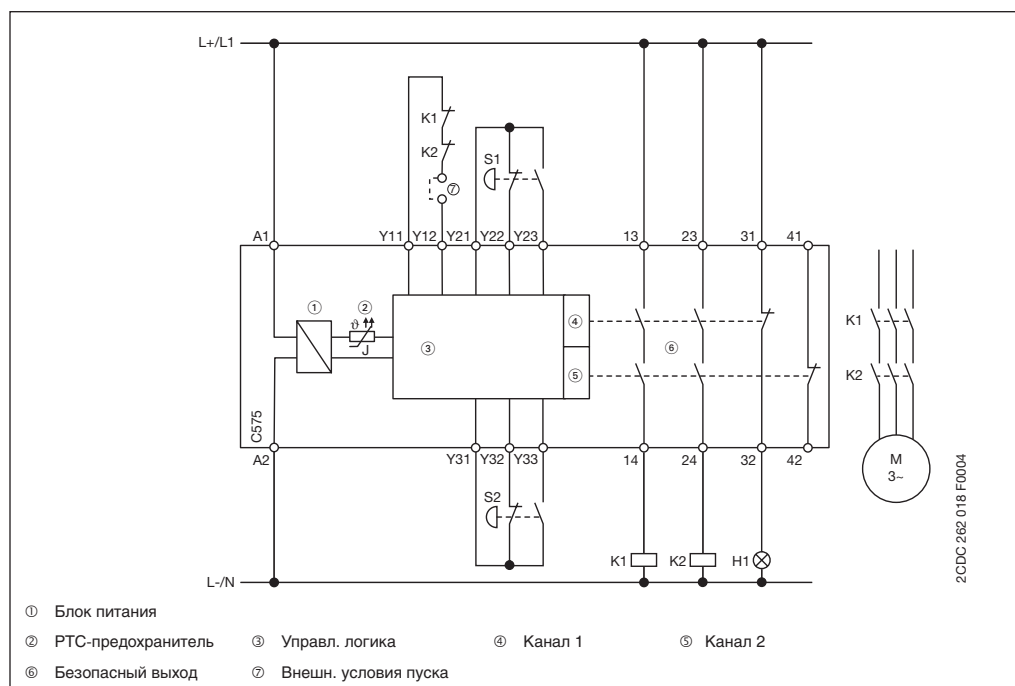 L+/L1
K1
K2
S1
⑦
A1 Y11 Y12 Y21 Y22 Y23 13 23 31 41
① ② ④
ϑ
J ③ ⑥
⑤
K1
K2
C575
A2 Y31 Y32 Y33 14 24 32 42
M
3~
S2
K1 K2 H1
L-/N
2CDC 262 018 F0004
① Блок питания
② PTC-предохранитель ③ Управл. логика ④ Канал 1 ⑤ Канал 2
⑥ Безопасный выход ⑦ Внешн. условия пуска